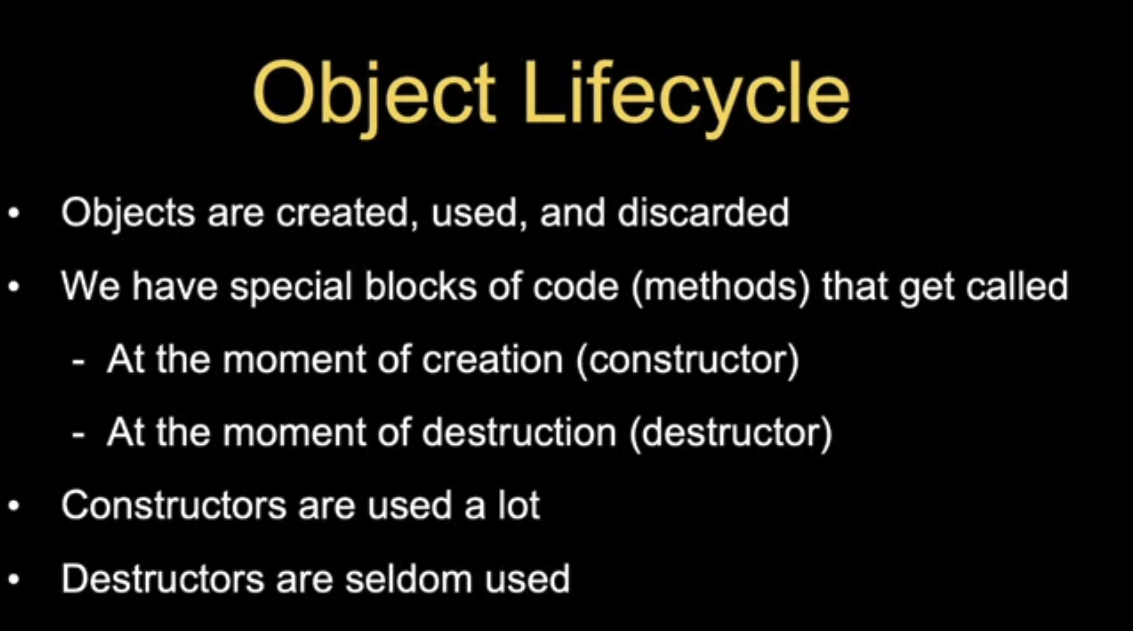 Object Lifecycle
• Objects are created, used, and discarded
• We have special blocks of code (methods) that get called
- At the moment of creation (constructor)
- At the moment of destruction (destructor)
• Constructors are used a lot
• Destructors are seldom used